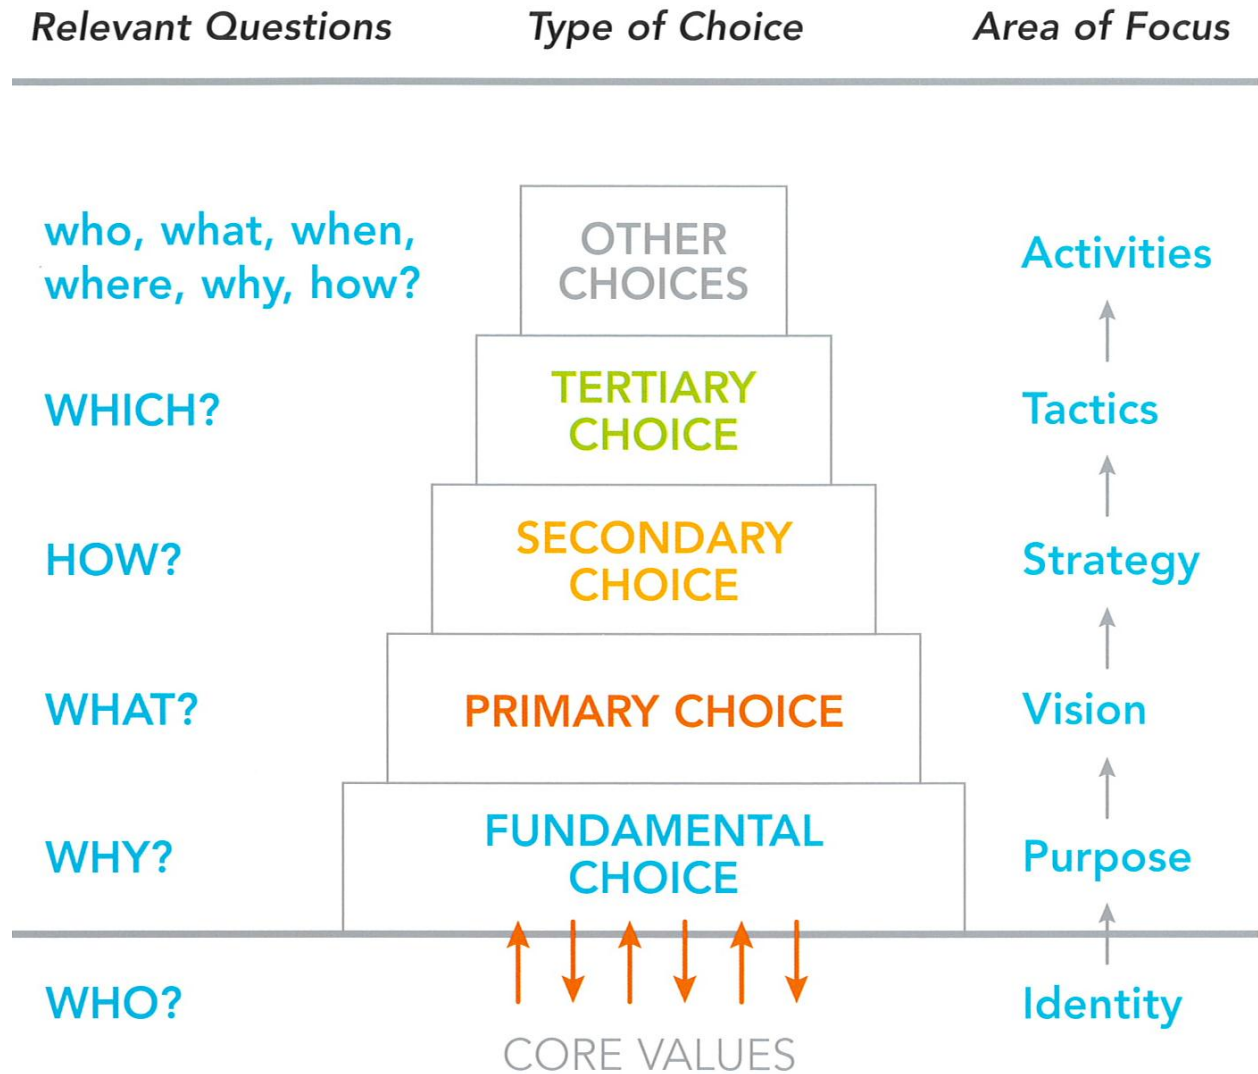 Relevant Questions Type of Choice Area of Focus
who, what, when,
where, why, how?
OTHER
CHOICES
Activities
WHICH?
TERTIARY
CHOICE
Tactics
HOW?
SECONDARY
CHOICE
Strategy
WHAT?
PRIMARY CHOICE
Vision
WHY?
FUNDAMENTAL
CHOICE
Purpose
WHO?
CORE VALUES
Identity